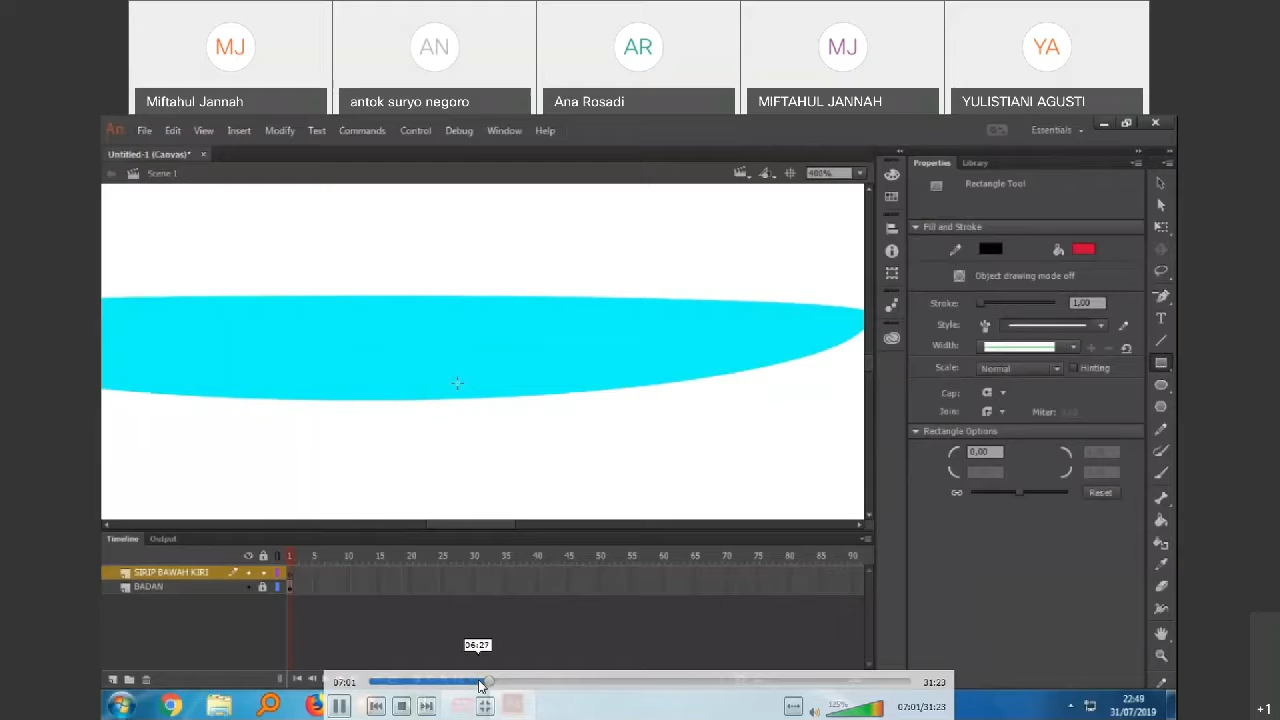 MJ
AN
AR
MJ
YA
Miftahul Jannah
antok suryo negoro
Ana Rosadi
MIFTAHUL JANNAH
YULISTIANI AGUSTI
An File Edit View Insert Modify Text Commands Control Debug Window Help
Essentials
Untitled-1 (Canvas)* ×
Scene 1
400%
Properties Library
Rectangle Tool
Fill and Stroke
Object drawing mode off
Stroke: 1,00
Style:
Width:
Scale: Normal Hinting
Cap:
Join: Miter:
Rectangle Options
0,00
Reset
Timeline Output
1 5 10 15 20 25 30 35 40 45 50 55 60 65 70 75 80 85 90
SIRIP BAWAH KIRI
BADAN
06:27
07:01 31:23
125%
07:01/31:23
22:49
31/07/2019
+1